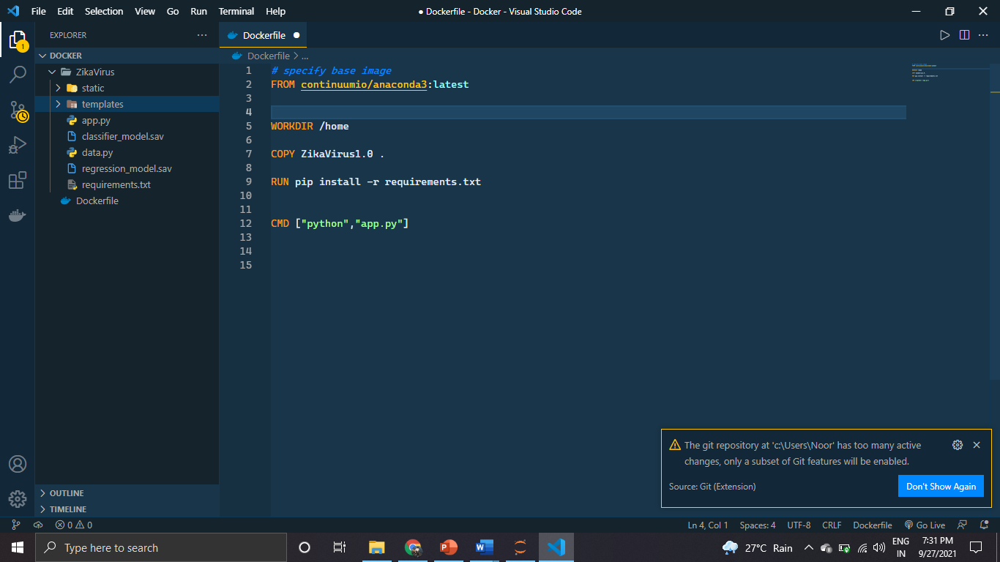 File Edit Selection View Go Run Terminal Help
● Dockerfile - Docker - Visual Studio Code
EXPLORER
Dockerfile
1
DOCKER
Dockerfile > ...
ZikaVirus
static
templates
app.py
classifier_model.sav
data.py
regression_model.sav
requirements.txt
Dockerfile
1 # specify base image
2 FROM continuumio/anaconda3:latest
3
4
5 WORKDIR /home
6
7 COPY ZikaVirus1.0 .
8
9 RUN pip install -r requirements.txt
10
11
12 CMD ["python","app.py"]
13
14
15
The git repository at 'c:\Users\Noor' has too many active
changes, only a subset of Git features will be enabled.
Source: Git (Extension)
Don't Show Again
OUTLINE
TIMELINE
0 0
Ln 4, Col 1 Spaces: 4 UTF-8 CRLF Dockerfile Go Live
Type here to search
27°C Rain
ENG
IN
7:31 PM
9/27/2021